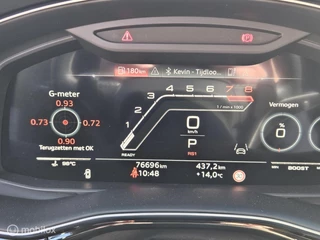 180km
Kevin - Tijdloo...
G-meter
0.93
0.73
0.72
0.90
Terugzetten met OK
1 2 3 4 5 6 7 8
1 min x 1000
0
km/h
P
RS1
READY
Vermogen
0
%
BOOST
76696km
437,2km
10:48
+14,0°C
mobilox